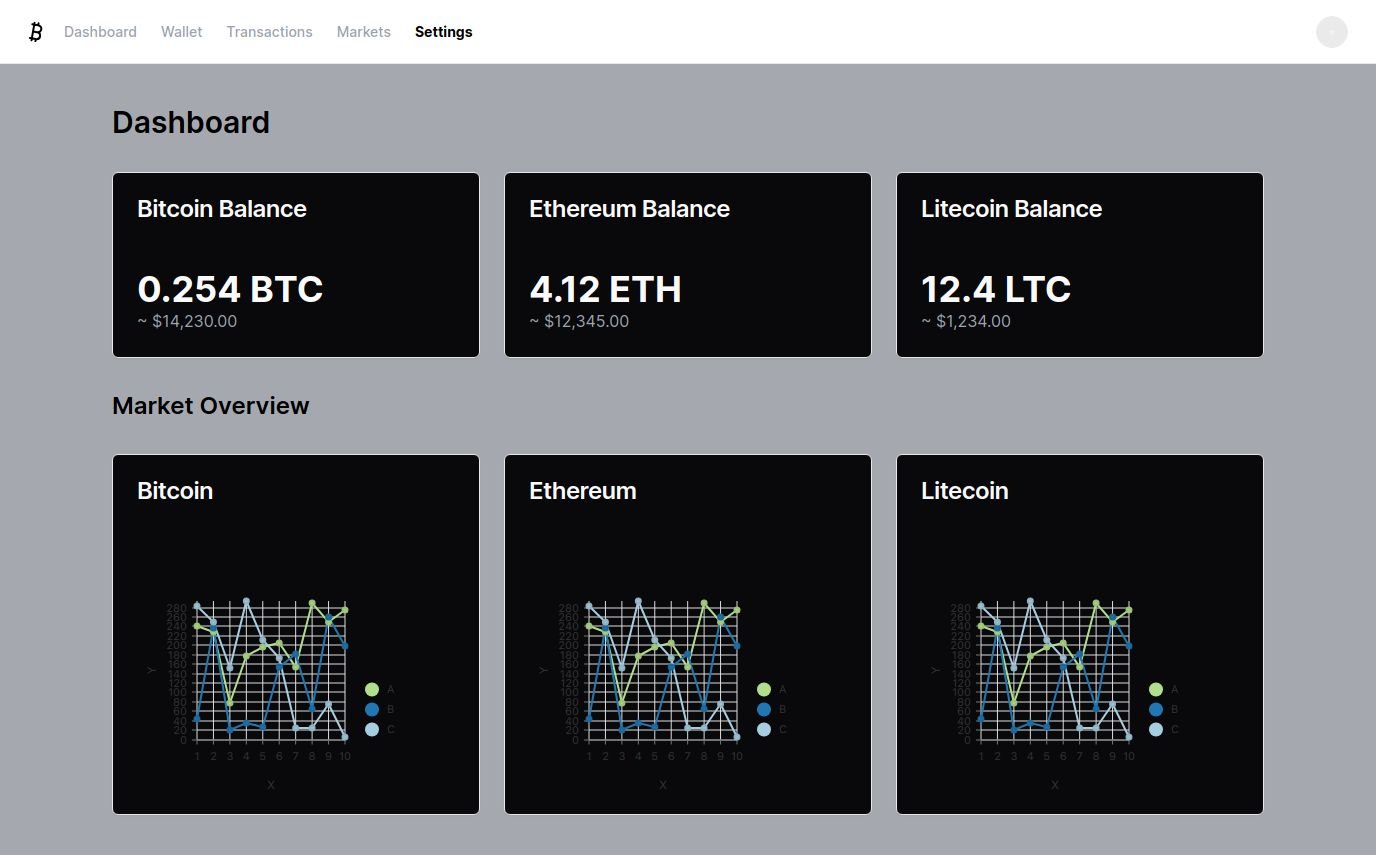 Dashboard Wallet Transactions Markets Settings
Dashboard
Bitcoin Balance
0.254 BTC
~ $14,230.00
Ethereum Balance
4.12 ETH
~ $12,345.00
Litecoin Balance
12.4 LTC
~ $1,234.00
Market Overview
Bitcoin
280
260
240
220
200
180
160
140
120
100
80
60
40
20
0
Y
1 2 3 4 5 6 7 8 9 10
X
A
B
C
Ethereum
280
260
240
220
200
180
160
140
120
100
80
60
40
20
0
Y
1 2 3 4 5 6 7 8 9 10
X
A
B
C
Litecoin
280
260
240
220
200
180
160
140
120
100
80
60
40
20
0
Y
1 2 3 4 5 6 7 8 9 10
X
A
B
C